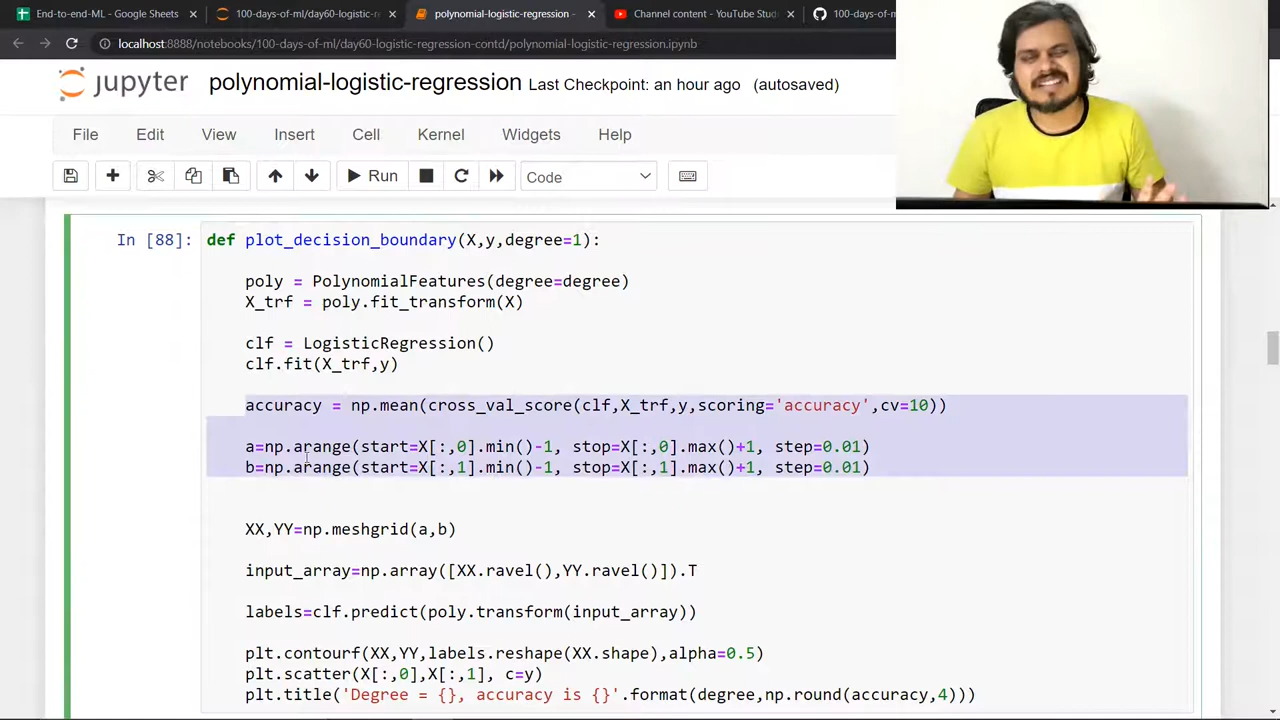 End-to-end-ML - Google Sheets
100-days-of-ml/day60-logistic-re
polynomial-logistic-regression -
Channel content - YouTube Stud
100-days-of-m
localhost:8888/notebooks/100-days-of-ml/day60-logistic-regression-contd/polynomial-logistic-regression.ipynb
jupyter polynomial-logistic-regression Last Checkpoint: an hour ago (autosaved)
File Edit View Insert Cell Kernel Widgets Help
Run Code
In [88]: def plot_decision_boundary(X,y,degree=1):
poly = PolynomialFeatures(degree=degree)
X_trf = poly.fit_transform(X)
clf = LogisticRegression()
clf.fit(X_trf,y)
accuracy = np.mean(cross_val_score(clf,X_trf,y,scoring='accuracy',cv=10))
a=np.arange(start=X[:,0].min()-1, stop=X[:,0].max()+1, step=0.01)
b=np.arange(start=X[:,1].min()-1, stop=X[:,1].max()+1, step=0.01)
XX,YY=np.meshgrid(a,b)
input_array=np.array([XX.ravel(),YY.ravel()]).T
labels=clf.predict(poly.transform(input_array))
plt.contourf(XX,YY,labels.reshape(XX.shape),alpha=0.5)
plt.scatter(X[:,0],X[:,1], c=y)
plt.title('Degree = {}, accuracy is {}'.format(degree,np.round(accuracy,4)))